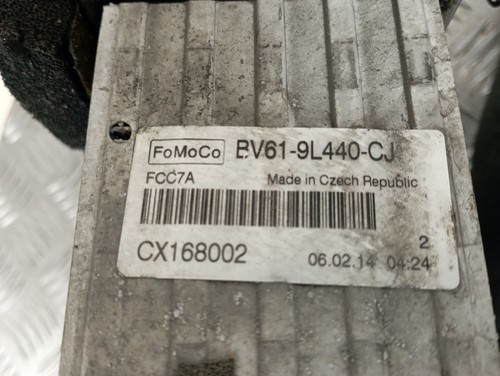 FoMoCo BV61-9L440-CJ
FCC7A Made in Czech Republic
CX168002
2
06.02.14 04:24